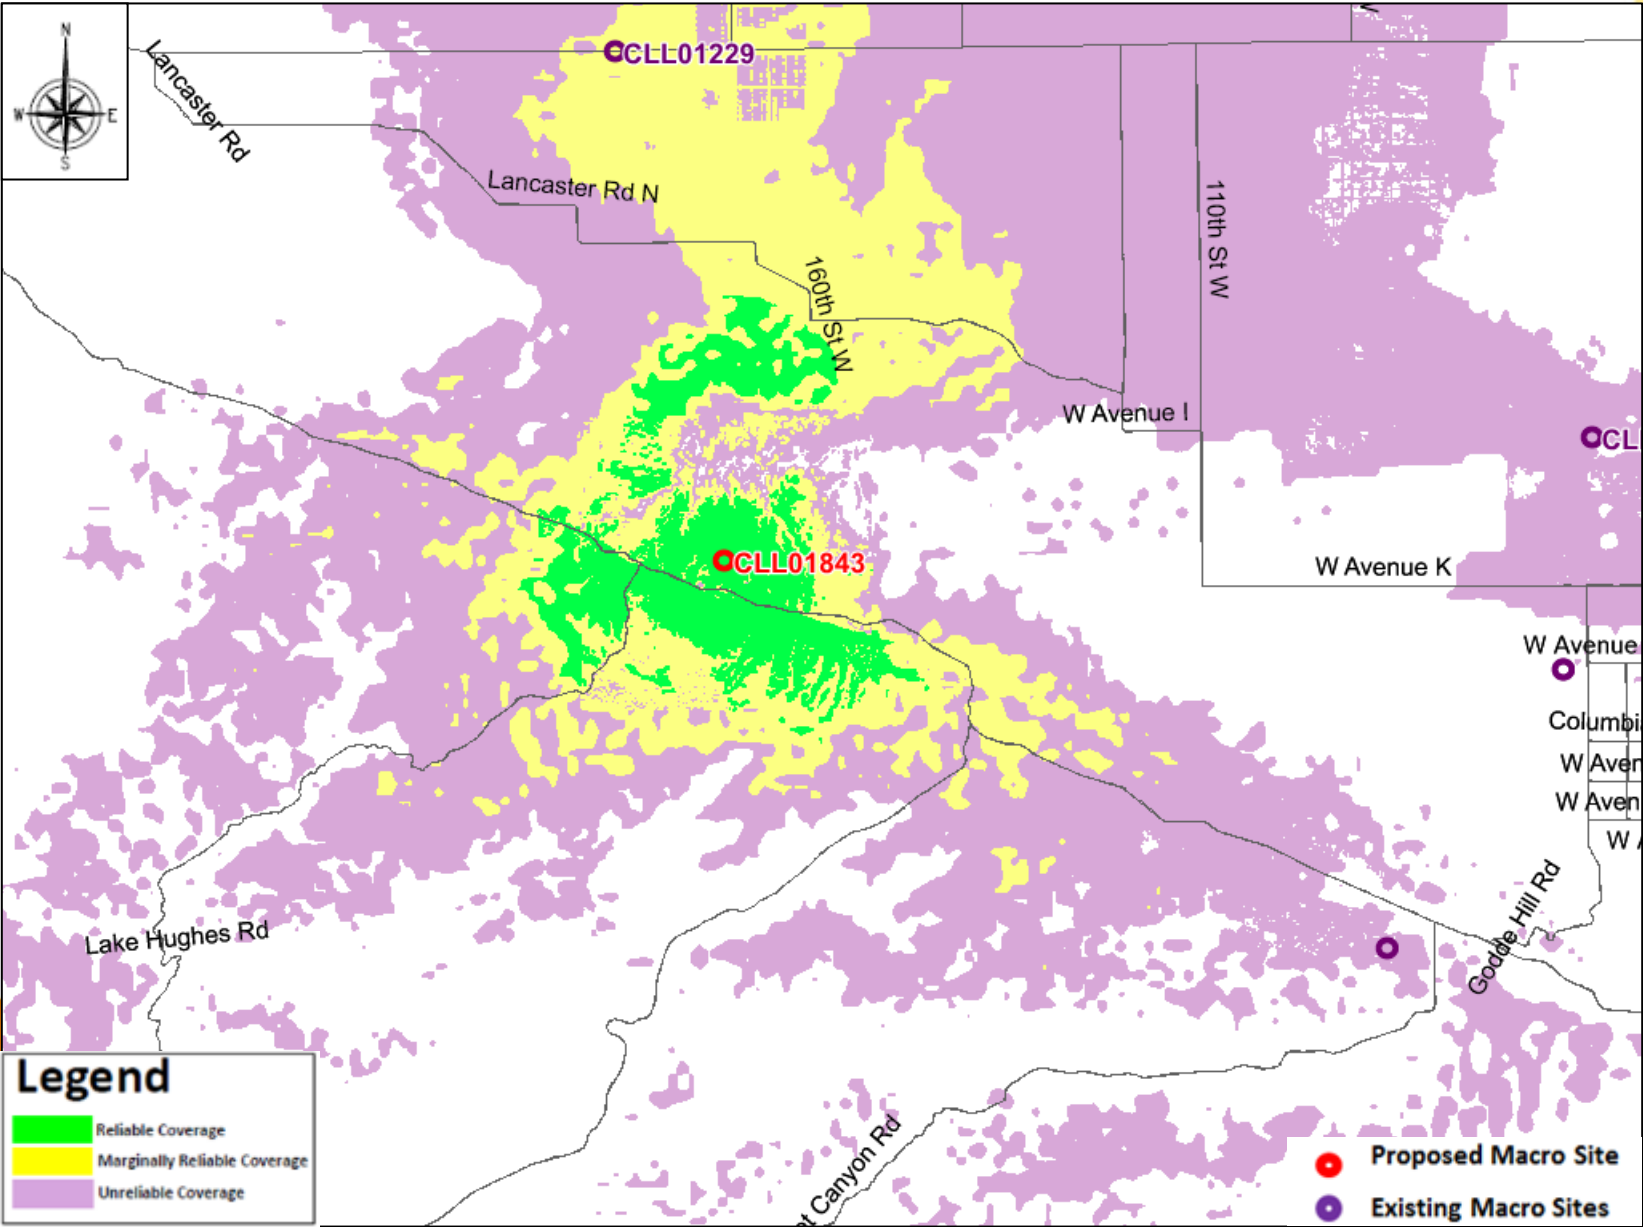 N
W E
S
CLL01229
Lancaster Rd
Lancaster Rd N
110th St W
160th St W
W Avenue I
CL
CLL01843
W Avenue K
W Avenue
Columbi
W Aven
W Aven
W
Godde Hill Rd
Lake Hughes Rd
et Canyon Rd
Legend
Reliable Coverage
Marginally Reliable Coverage
Unreliable Coverage
Proposed Macro Site
Existing Macro Sites